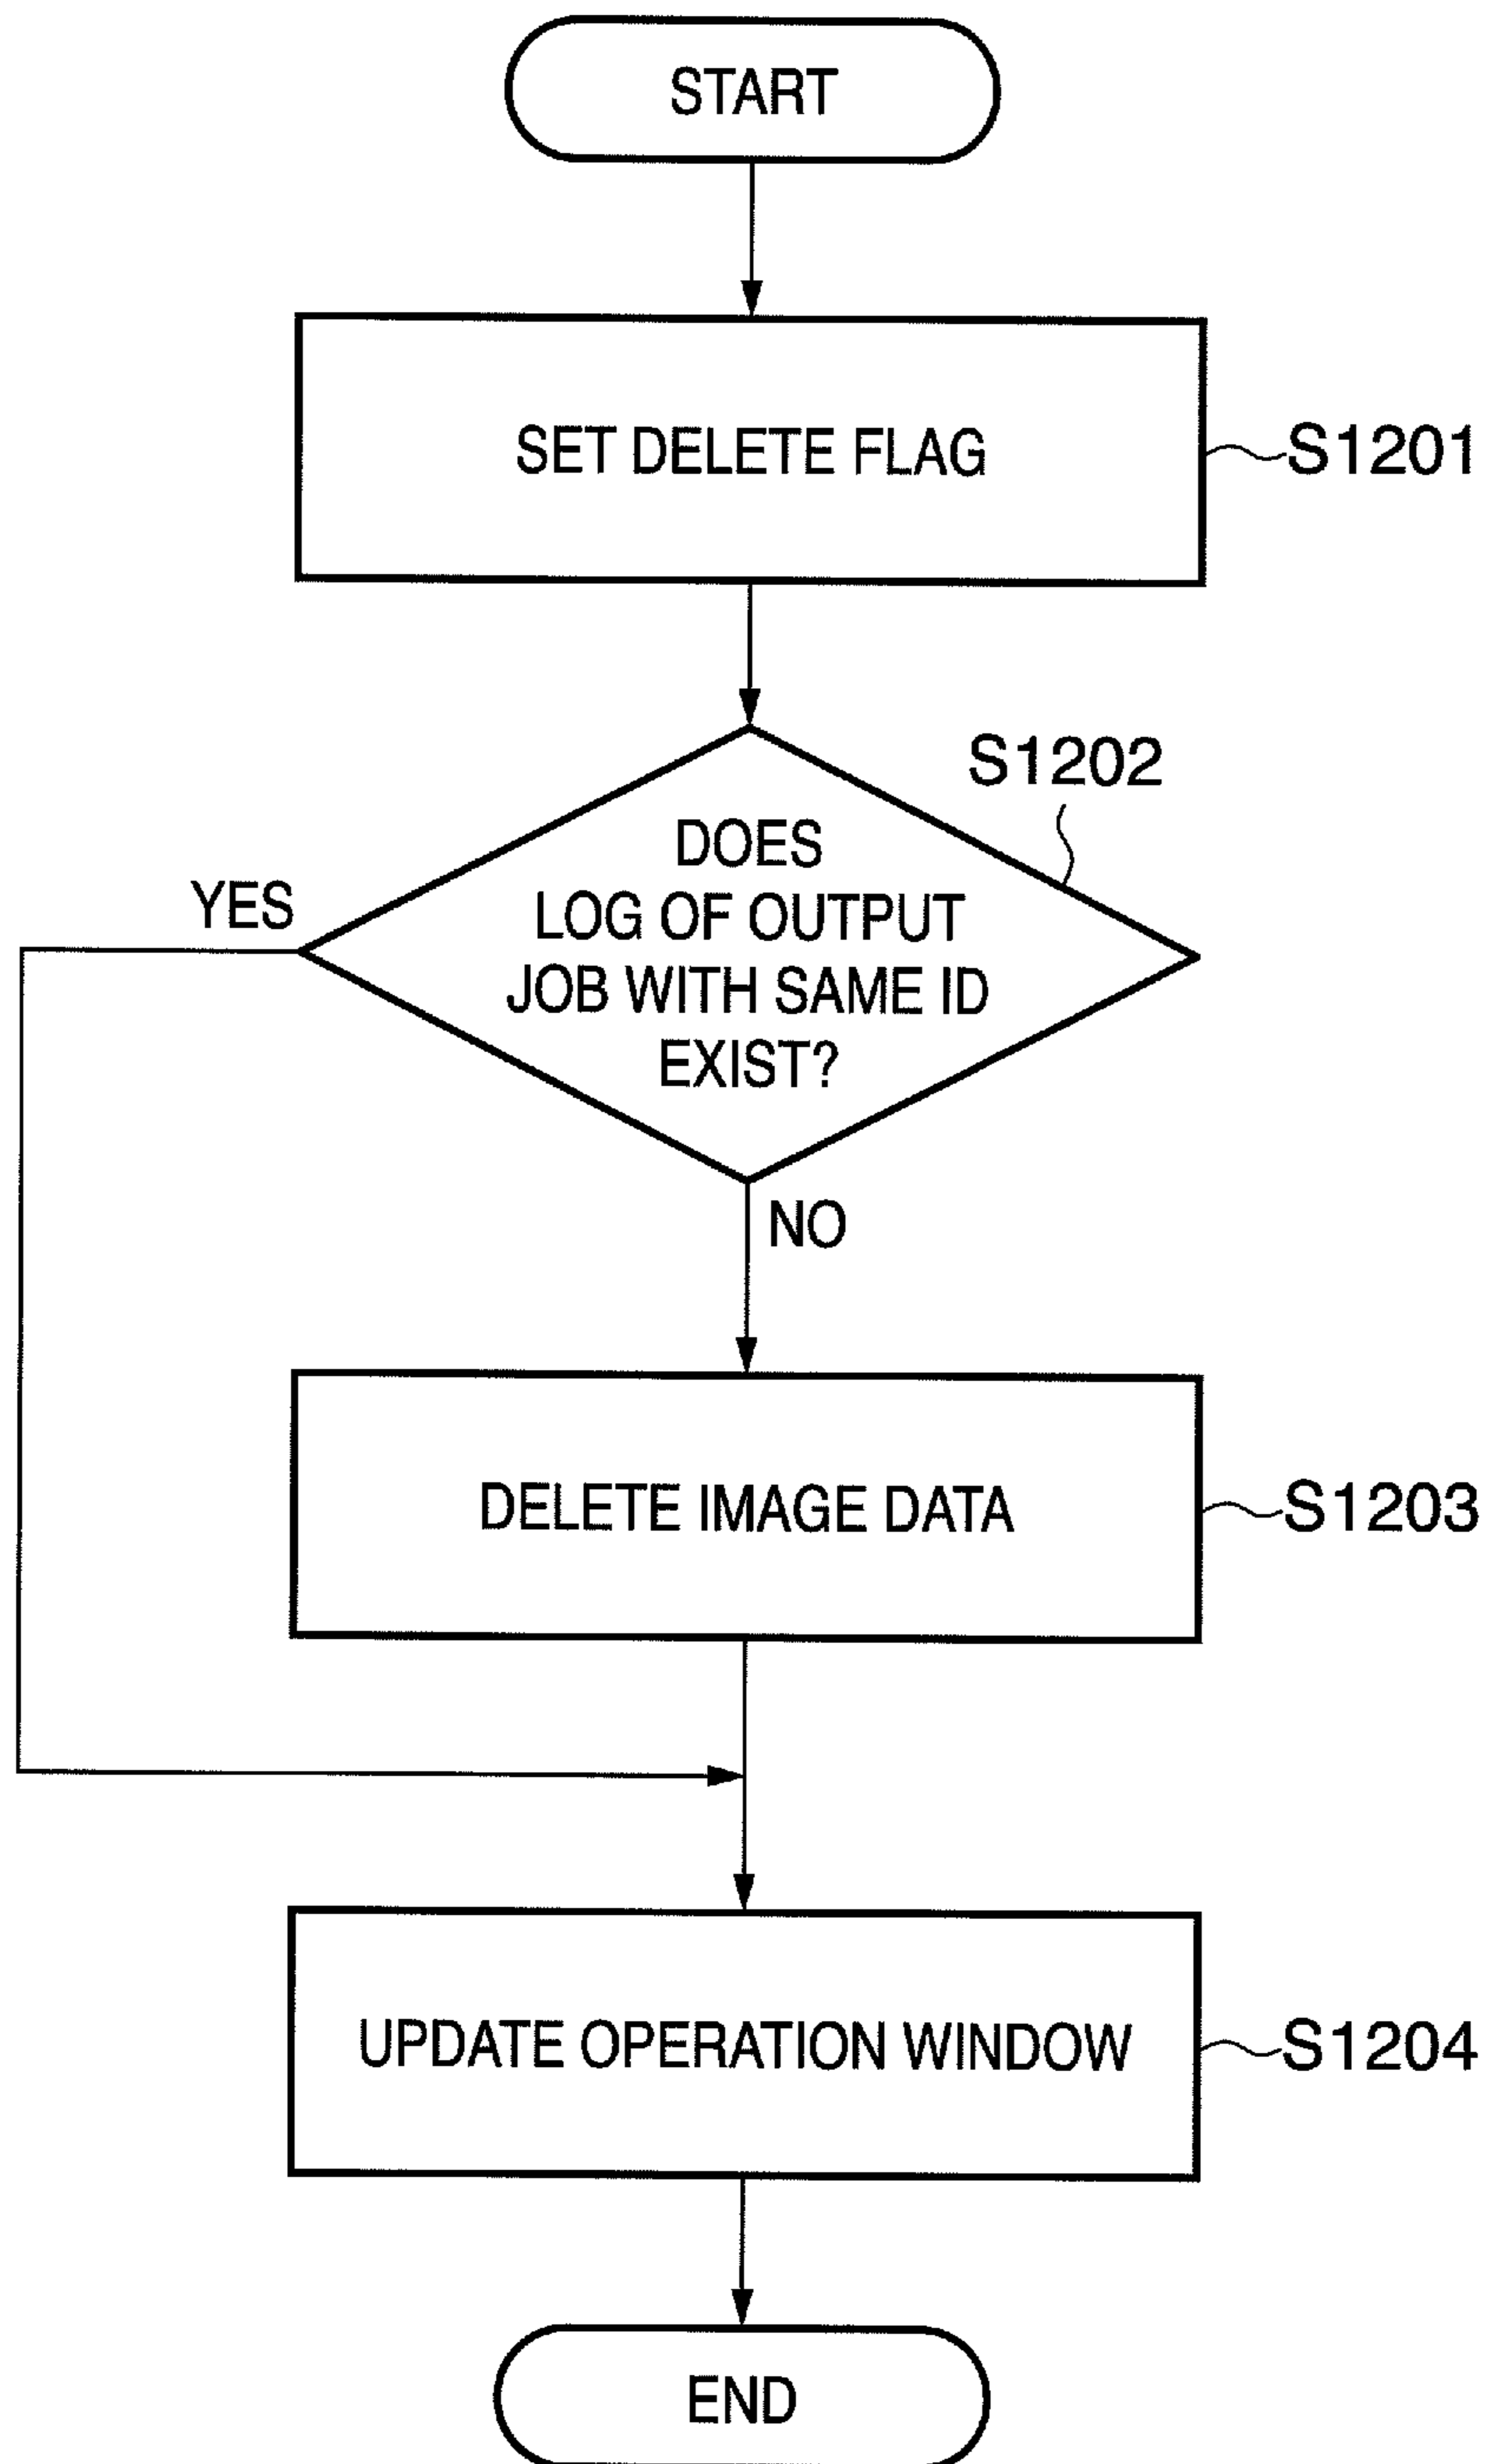 START
SET DELETE FLAG
S1201
S1202
DOES
LOG OF OUTPUT
JOB WITH SAME ID
EXIST?
YES
NO
DELETE IMAGE DATA
S1203
UPDATE OPERATION WINDOW
S1204
END